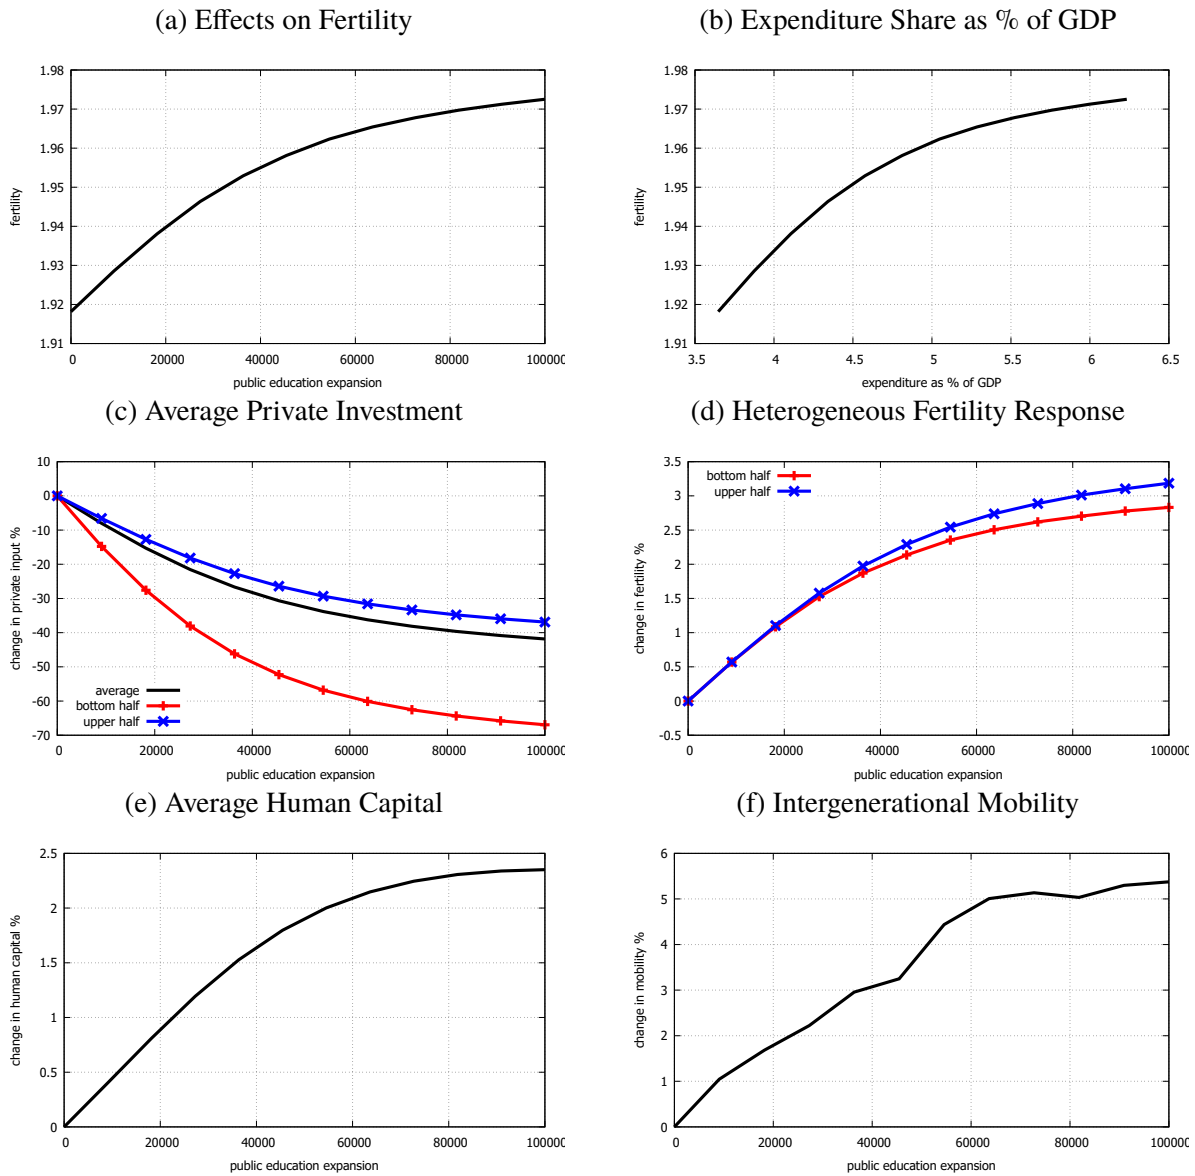 (a) Effects on Fertility
1.98
1.97
1.96
1.95
1.94
1.93
1.92
1.91
fertility
0 20000 40000 60000 80000 100000
public education expansion
(b) Expenditure Share as % of GDP
1.98
1.97
1.96
1.95
1.94
1.93
1.92
1.91
fertility
3.5 4 4.5 5 5.5 6 6.5
expenditure as % of GDP
(c) Average Private Investment
10
0
-10
-20
-30
-40
-50
-60
-70
change in private input %
average
bottom half
upper half
0 20000 40000 60000 80000 100000
public education expansion
(d) Heterogeneous Fertility Response
3.5
3
2.5
2
1.5
1
0.5
0
-0.5
change in fertility %
bottom half
upper half
0 20000 40000 60000 80000 100000
public education expansion
(e) Average Human Capital
2.5
2
1.5
1
0.5
0
change in human capital %
0 20000 40000 60000 80000 100000
public education expansion
(f) Intergenerational Mobility
6
5
4
3
2
1
0
change in mobility %
0 20000 40000 60000 80000 100000
public education expansion